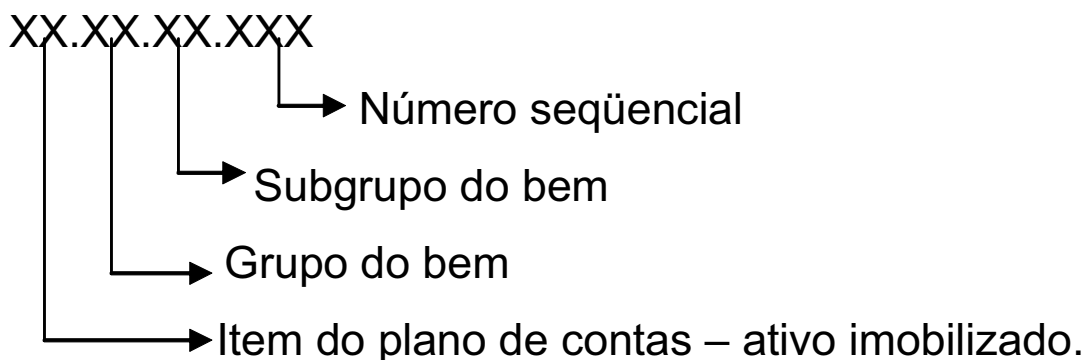 XX.XX.XX.XXX
Número seqüencial
Subgrupo do bem
Grupo do bem
Item do plano de contas – ativo imobilizado.